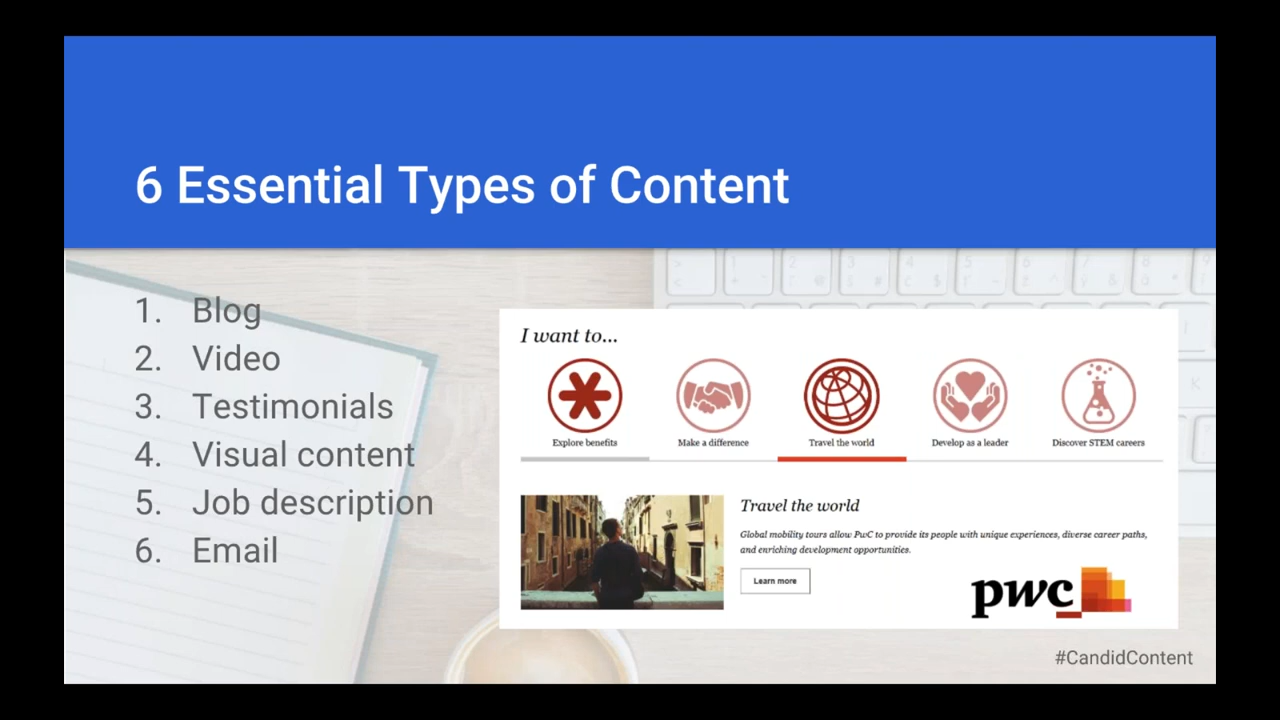 6 Essential Types of Content
1. Blog
2. Video
3. Testimonials
4. Visual content
5. Job description
6. Email
I want to...
Explore benefits
Make a difference
Travel the world
Develop as a leader
Discover STEM careers
Travel the world
Global mobility tours allow PwC to provide its people with unique experiences, diverse career paths,
and enriching development opportunities.
Learn more
pwc
#CandidContent